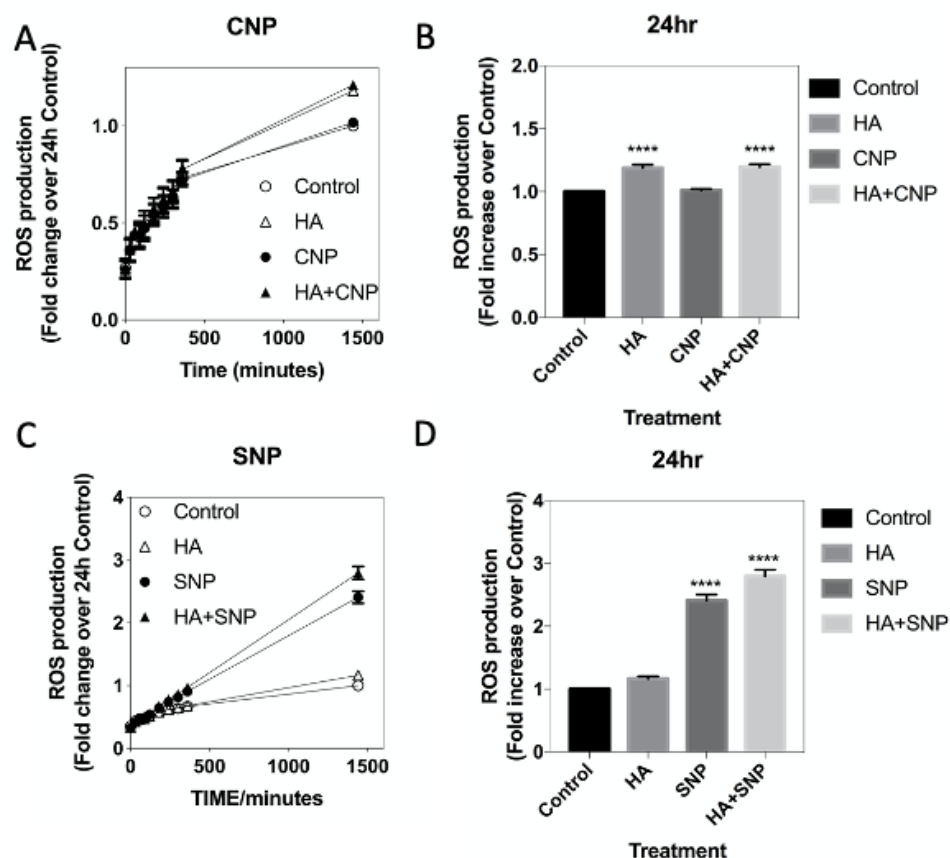 A
CNP
ROS production
(Fold change over 24h Control)
1.0
0.5
0.0
0
500
1000
1500
Time (minutes)
Control
HA
CNP
HA+CNP
B
24hr
ROS production
(Fold increase over Control)
2.0
1.5
1.0
0.5
0.0
****
****
Control
HA
CNP
HA+CNP
Treatment
Control
HA
CNP
HA+CNP
C
SNP
ROS production
(Fold change over 24h Control)
4
3
2
1
0
0
500
1000
1500
TIME/minutes
Control
HA
SNP
HA+SNP
D
24hr
ROS production
(Fold increase over Control)
4
3
2
1
0
****
****
Control
HA
SNP
HA+SNP
Treatment
Control
HA
SNP
HA+SNP